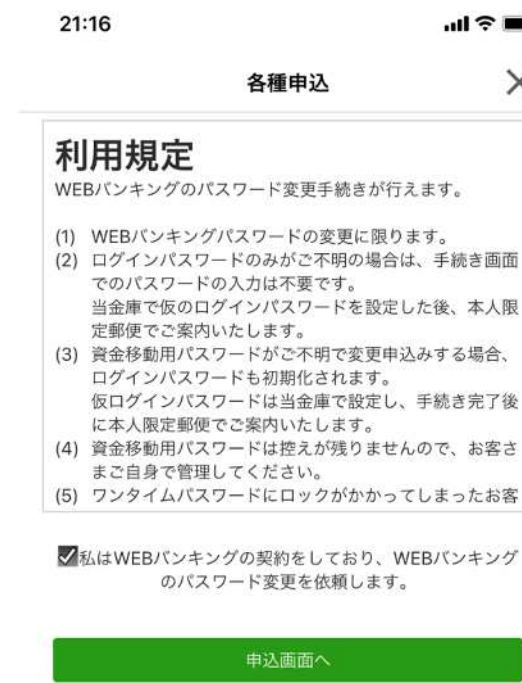 21:16
各種申込
利用規定
WEBバンキングのパスワード変更手続きが行えます。
(1) WEBバンキングパスワードの変更に限ります。
(2) ログインパスワードのみがご不明の場合は、手続き画面
でのパスワードの入力は不要です。
当金庫で仮のログインパスワードを設定した後、本人限
定郵便でご案内いたします。
(3) 資金移動用パスワードがご不明で変更申込みする場合、
ログインパスワードも初期化されます。
仮ログインパスワードは当金庫で設定し、手続き完了後
に本人限定郵便でご案内いたします。
(4) 資金移動用パスワードは控えが残りませんので、お客さ
まご自身で管理してください。
(5) ワンタイムパスワードにロックがかかってしまったお客
私はWEBバンキングの契約をしており、WEBバンキング
のパスワード変更を依頼します。
申込画面へ